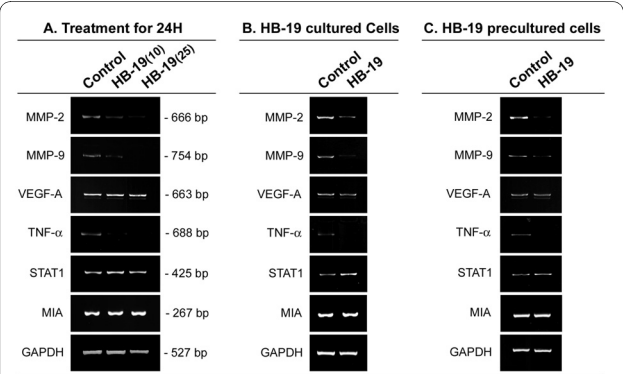 A. Treatment for 24H
Control HB-19(10) HB-19(25)
MMP-2 - 666 bp
MMP-9 - 754 bp
VEGF-A - 663 bp
TNF-α - 688 bp
STAT1 - 425 bp
MIA - 267 bp
GAPDH - 527 bp
B. HB-19 cultured Cells
Control HB-19
MMP-2
MMP-9
VEGF-A
TNF-α
STAT1
MIA
GAPDH
C. HB-19 precultured cells
Control HB-19
MMP-2
MMP-9
VEGF-A
TNF-α
STAT1
MIA
GAPDH